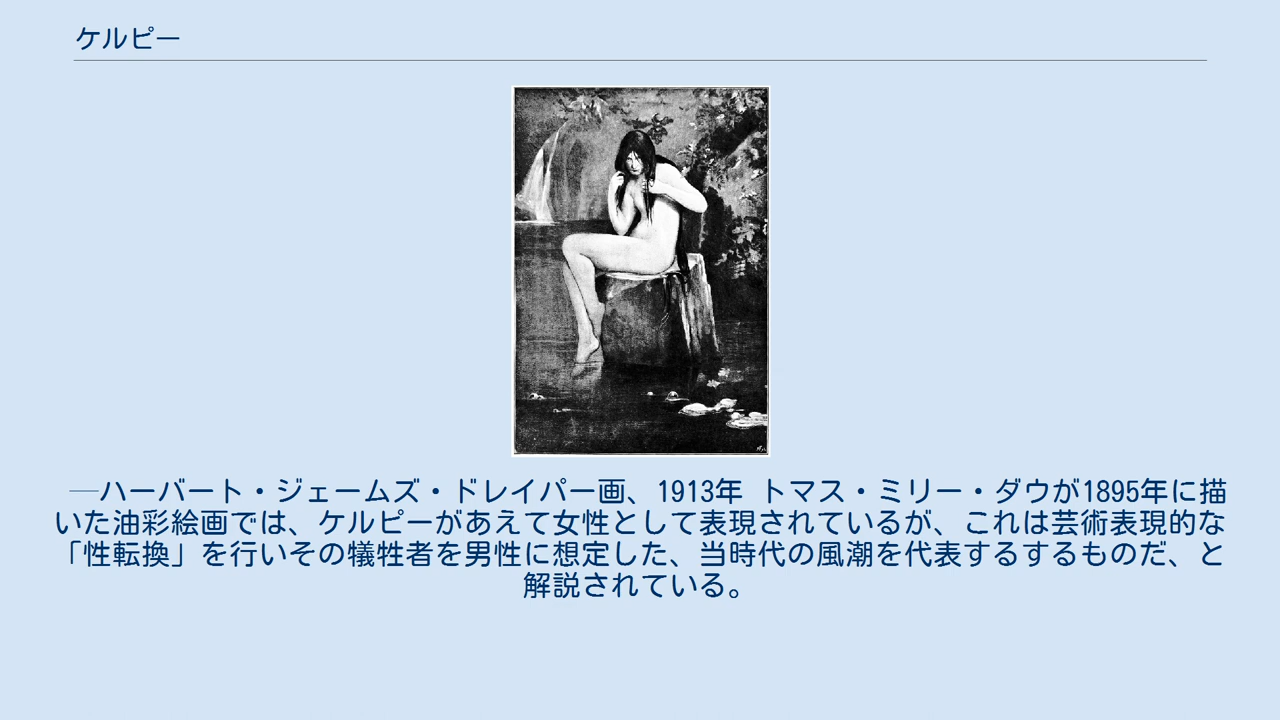 ケルピー
―ハーバート・ジェームズ・ドレイパー画、1913年 トマス・ミリー・ダウが1895年に描
いた油彩絵画では、ケルピーがあえて女性として表現されているが、これは芸術表現的な
「性転換」を行いその犠牲者を男性に想定した、当時代の風潮を代表するするものだ、と
解説されている。